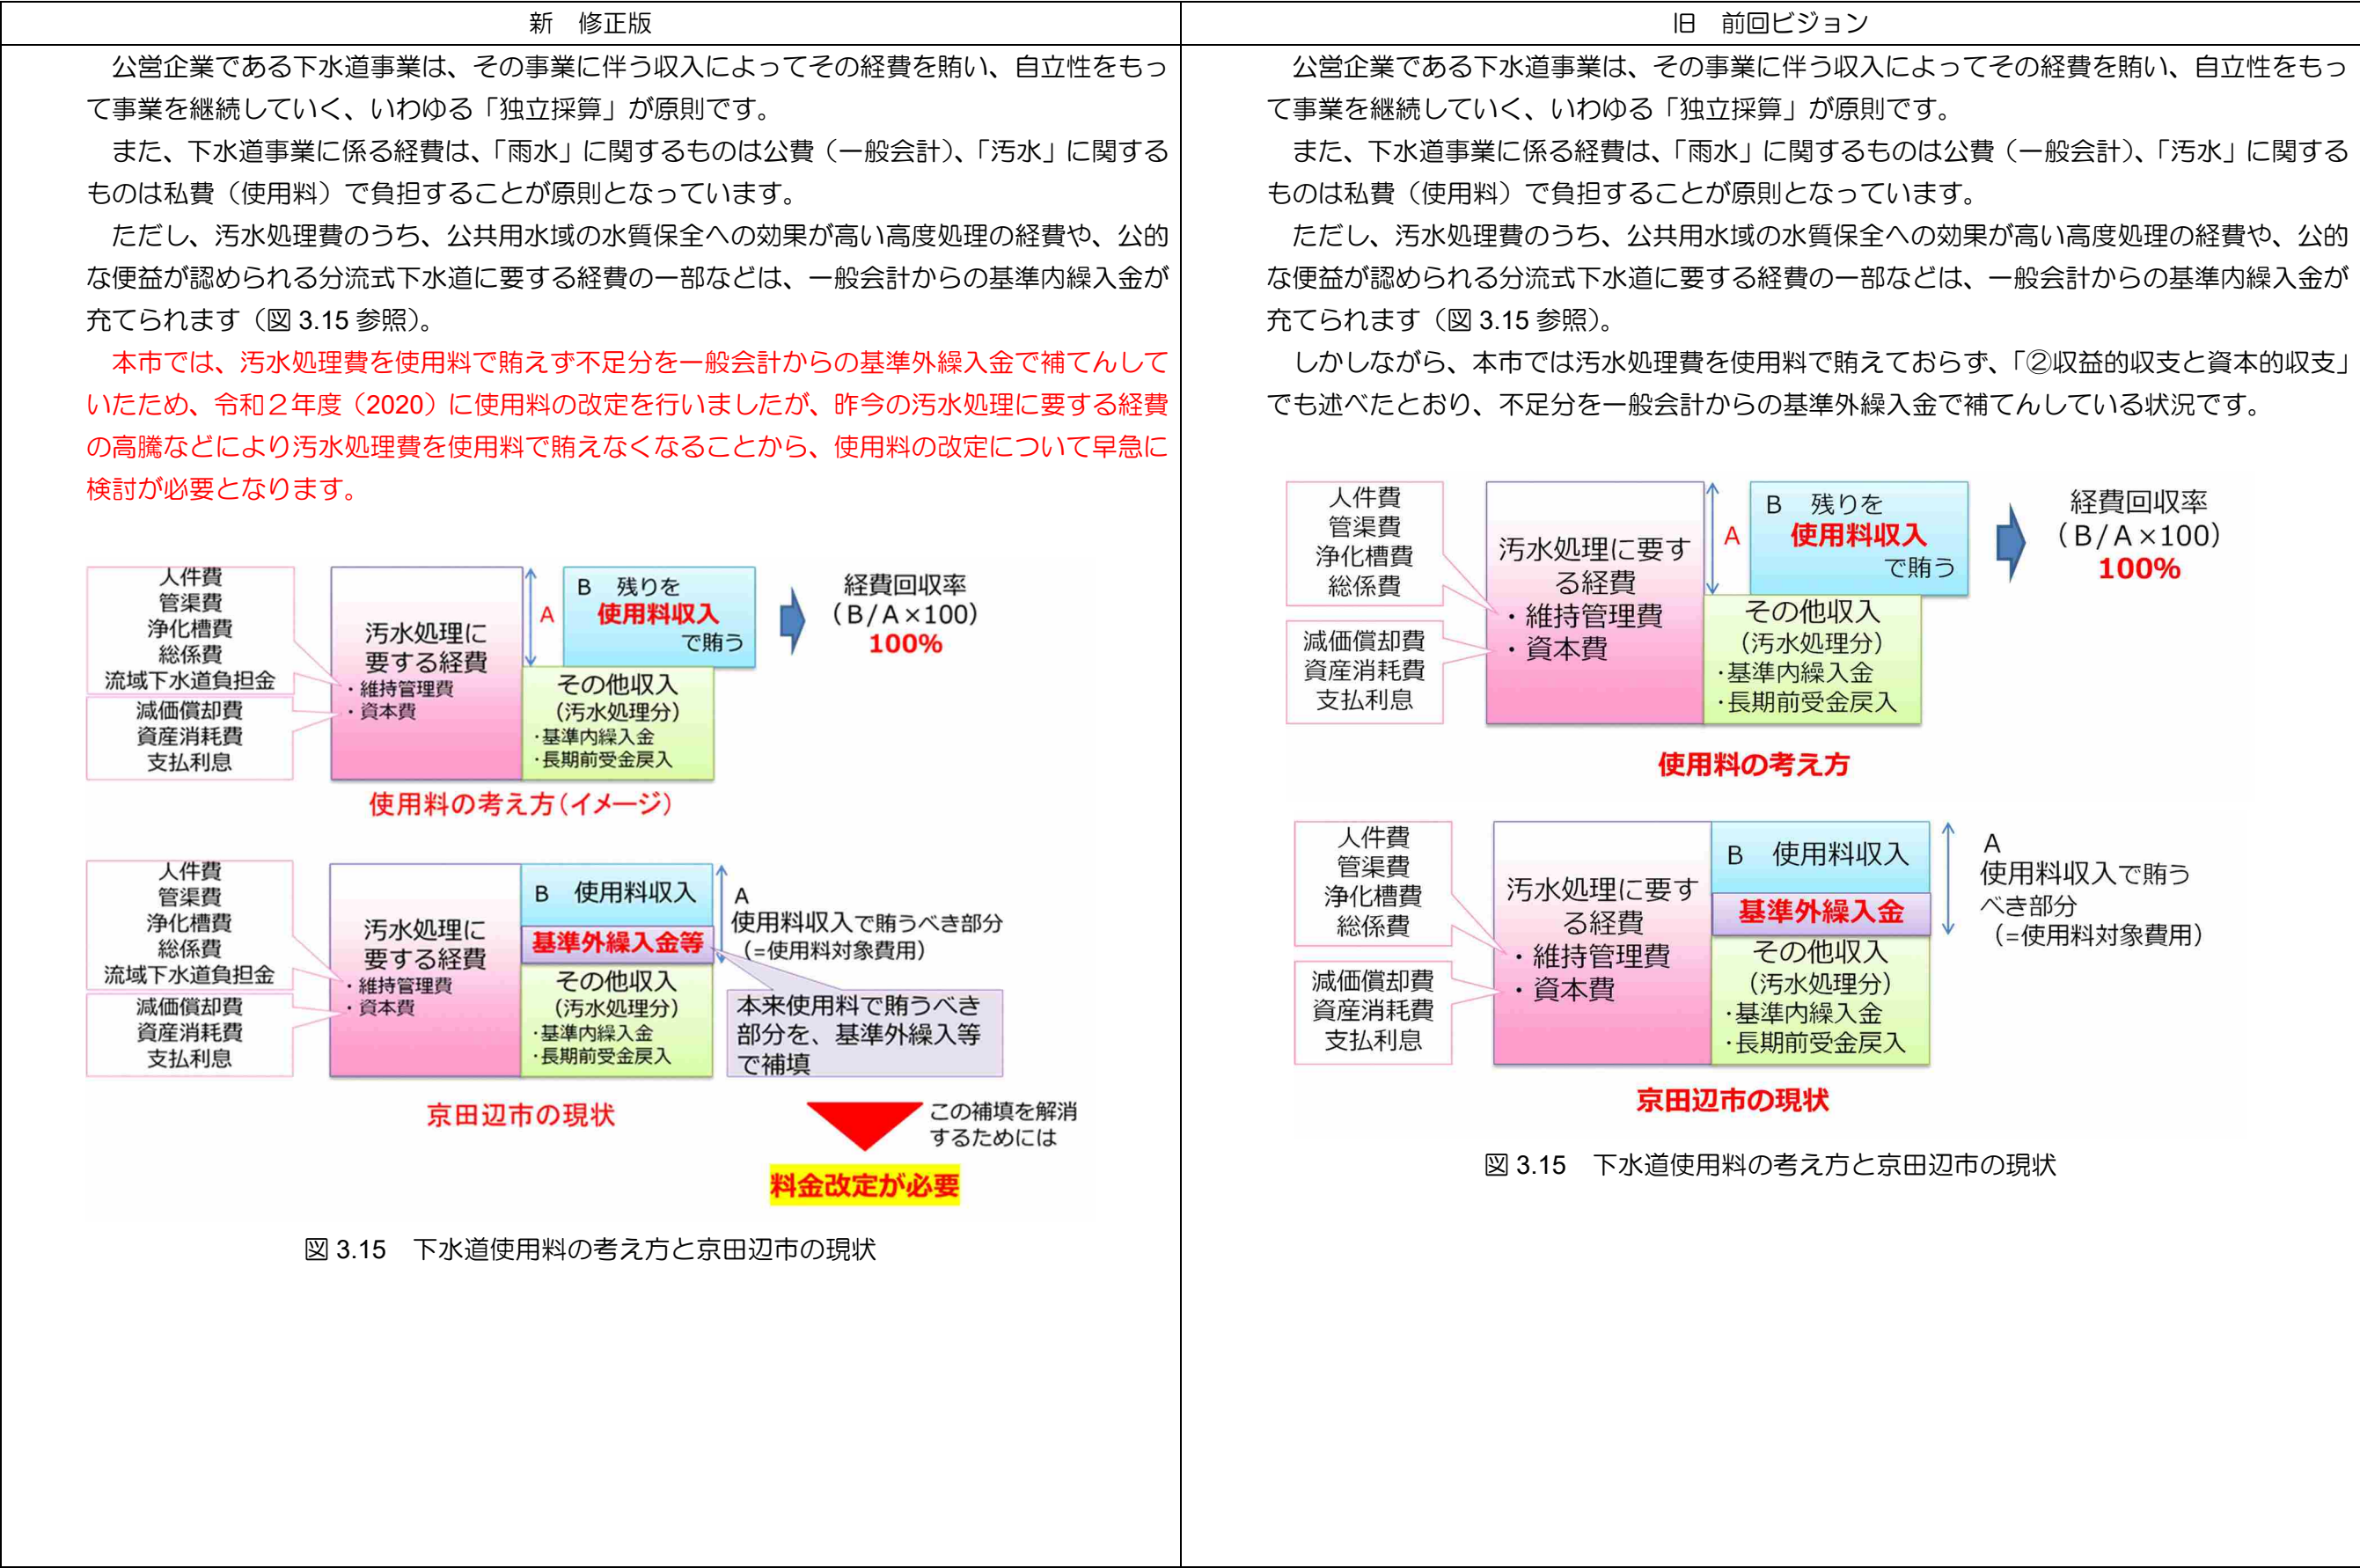 新　修正版
公営企業である下水道事業は、その事業に伴う収入によってその経費を賄い、自立性をもっ
て事業を継続していく、いわゆる「独立採算」が原則です。
また、下水道事業に係る経費は、「雨水」に関するものは公費（一般会計）、「汚水」に関する
ものは私費（使用料）で負担することが原則となっています。
ただし、汚水処理費のうち、公共用水域の水質保全への効果が高い高度処理の経費や、公的
な便益が認められる分流式下水道に要する経費の一部などは、一般会計からの基準内繰入金が
充てられます（図 3.15 参照）。
本市では、汚水処理費を使用料で賄えず不足分を一般会計からの基準外繰入金で補てんして
いたため、令和２年度（2020）に使用料の改定を行いましたが、昨今の汚水処理に要する経費
の高騰などにより汚水処理費を使用料で賄えなくなることから、使用料の改定について早急に
検討が必要となります。
人件費
管渠費
浄化槽費
総係費
流域下水道負担金
減価償却費
資産消耗費
支払利息
汚水処理に
要する経費
・維持管理費
・資本費
A
B　残りを
使用料収入
で賄う
その他収入
（汚水処理分）
・基準内繰入金
・長期前受金戻入
経費回収率
（B/A×100）
100%
使用料の考え方（イメージ）
人件費
管渠費
浄化槽費
総係費
流域下水道負担金
減価償却費
資産消耗費
支払利息
汚水処理に
要する経費
・維持管理費
・資本費
B　使用料収入
基準外繰入金等
その他収入
（汚水処理分）
・基準内繰入金
・長期前受金戻入
A
使用料収入で賄うべき部分
（=使用料対象費用）
本来使用料で賄うべき
部分を、基準外繰入等
で補填
京田辺市の現状
この補填を解消
するためには
料金改定が必要
図 3.15　下水道使用料の考え方と京田辺市の現状
旧　前回ビジョン
公営企業である下水道事業は、その事業に伴う収入によってその経費を賄い、自立性をもっ
て事業を継続していく、いわゆる「独立採算」が原則です。
また、下水道事業に係る経費は、「雨水」に関するものは公費（一般会計）、「汚水」に関する
ものは私費（使用料）で負担することが原則となっています。
ただし、汚水処理費のうち、公共用水域の水質保全への効果が高い高度処理の経費や、公的
な便益が認められる分流式下水道に要する経費の一部などは、一般会計からの基準内繰入金が
充てられます（図 3.15 参照）。
しかしながら、本市では汚水処理費を使用料で賄えておらず、「②収益的収支と資本的収支」
でも述べたとおり、不足分を一般会計からの基準外繰入金で補てんしている状況です。
人件費
管渠費
浄化槽費
総係費
減価償却費
資産消耗費
支払利息
汚水処理に要す
る経費
・維持管理費
・資本費
A
B　残りを
使用料収入
で賄う
その他収入
（汚水処理分）
・基準内繰入金
・長期前受金戻入
経費回収率
（B/A×100）
100%
使用料の考え方
人件費
管渠費
浄化槽費
総係費
減価償却費
資産消耗費
支払利息
汚水処理に要す
る経費
・維持管理費
・資本費
B　使用料収入
基準外繰入金
その他収入
（汚水処理分）
・基準内繰入金
・長期前受金戻入
A
使用料収入で賄う
べき部分
（=使用料対象費用）
京田辺市の現状
図 3.15　下水道使用料の考え方と京田辺市の現状